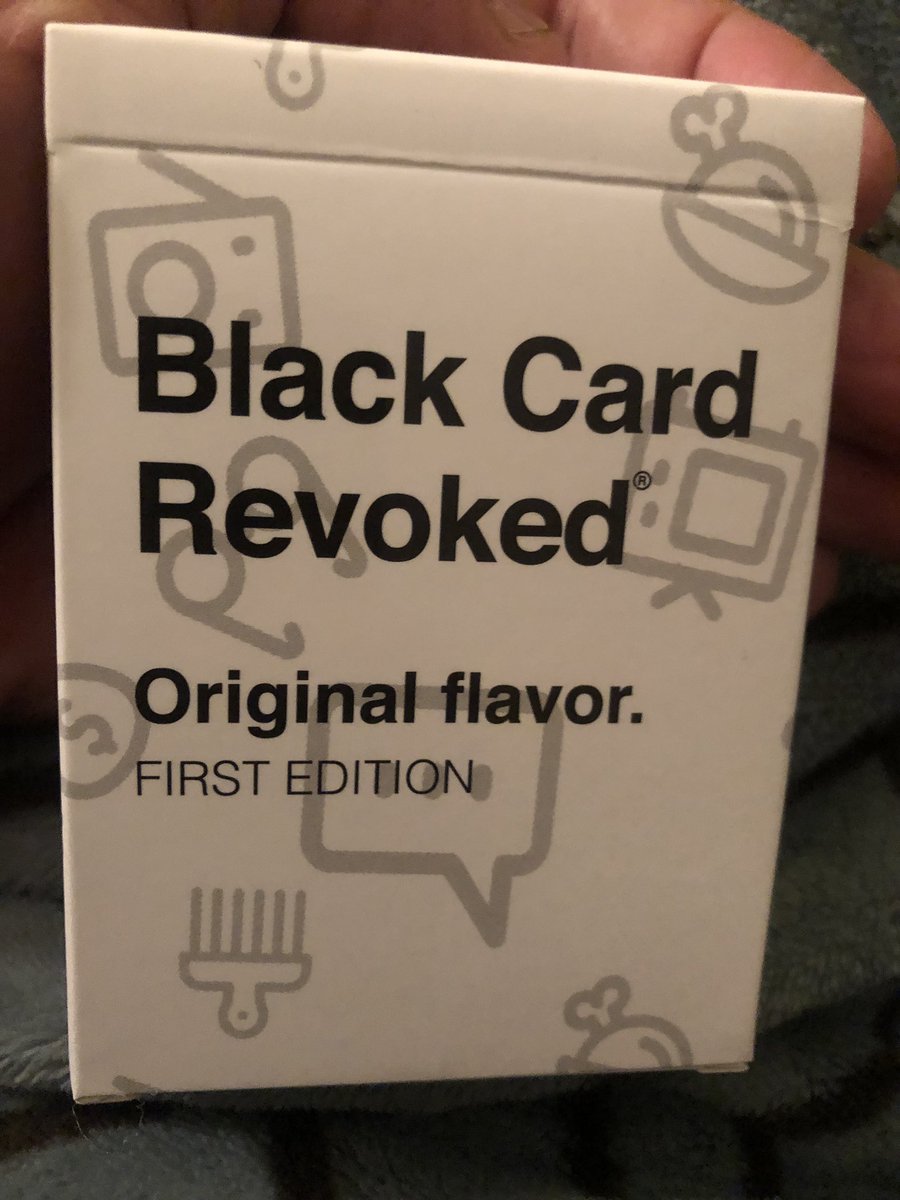 Black Card
Revoked®
Original flavor.
FIRST EDITION